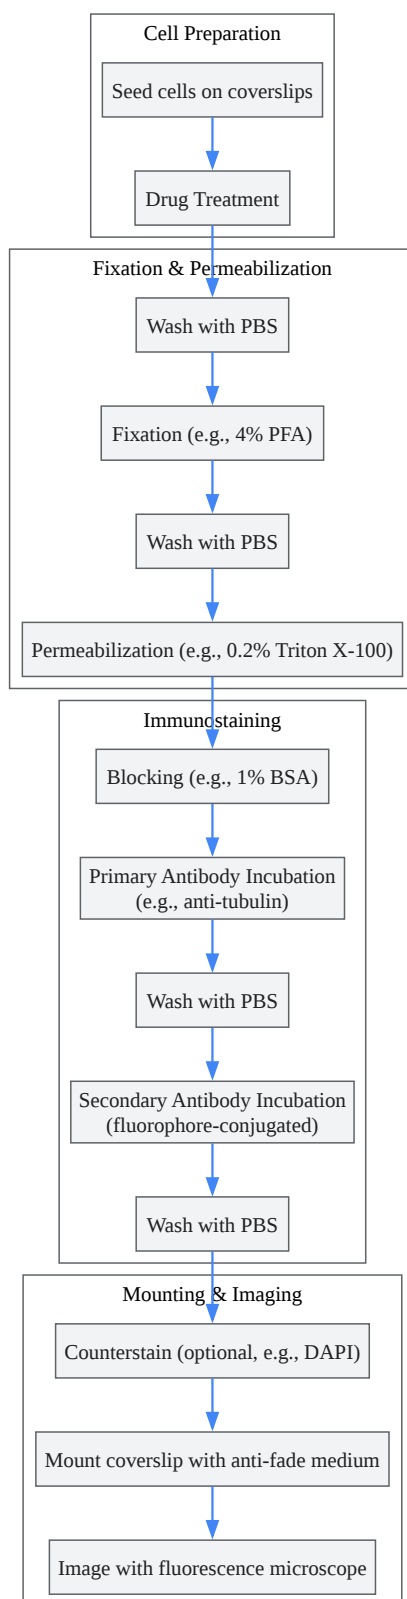 Cell Preparation
Seed cells on coverslips
Drug Treatment
Fixation & Permeabilization
Wash with PBS
Fixation (e.g., 4% PFA)
Wash with PBS
Permeabilization (e.g., 0.2% Triton X-100)
Immunostaining
Blocking (e.g., 1% BSA)
Primary Antibody Incubation
(e.g., anti-tubulin)
Wash with PBS
Secondary Antibody Incubation
(fluorophore-conjugated)
Wash with PBS
Mounting & Imaging
Counterstain (optional, e.g., DAPI)
Mount coverslip with anti-fade medium
Image with fluorescence microscope